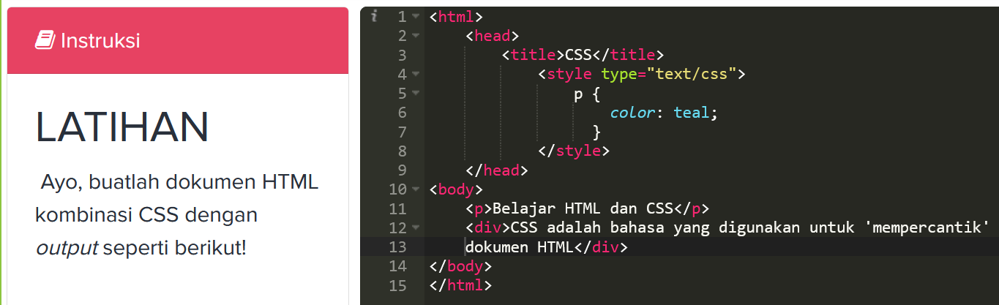 Instruksi
LATIHAN
Ayo, buatlah dokumen HTML
kombinasi CSS dengan
output seperti berikut!
i 1 <html>
2 <head>
3 <title>CSS</title>
4 <style type="text/css">
5 p {
6 color: teal;
7 }
8 </style>
9 </head>
10 <body>
11 <p>Belajar HTML dan CSS</p>
12 <div>CSS adalah bahasa yang digunakan untuk 'mempercantik'
13 dokumen HTML</div>
14 </body>
15 </html>